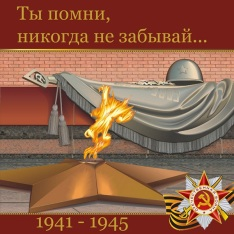 Ты помни,
никогда не забывай...
1941 - 1945